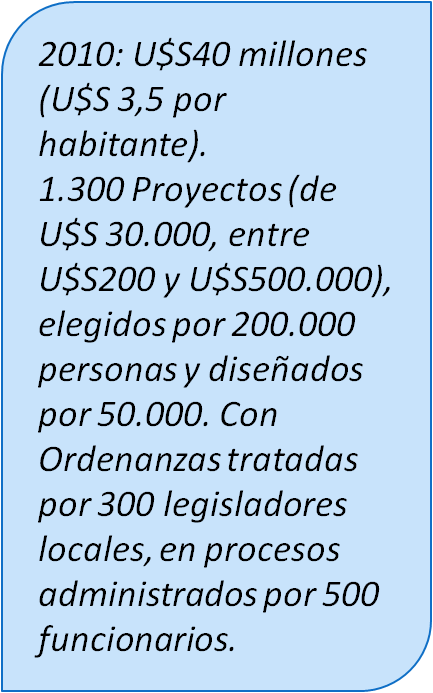 2010: U$S40 millones
(U$S 3,5 por
habitante).
1.300 Proyectos (de
U$S 30.000, entre
U$S200 y U$S500.000),
elegidos por 200.000
personas y diseñados
por 50.000. Con
Ordenanzas tratadas
por 300 legisladores
locales, en procesos
administrados por 500
funcionarios.